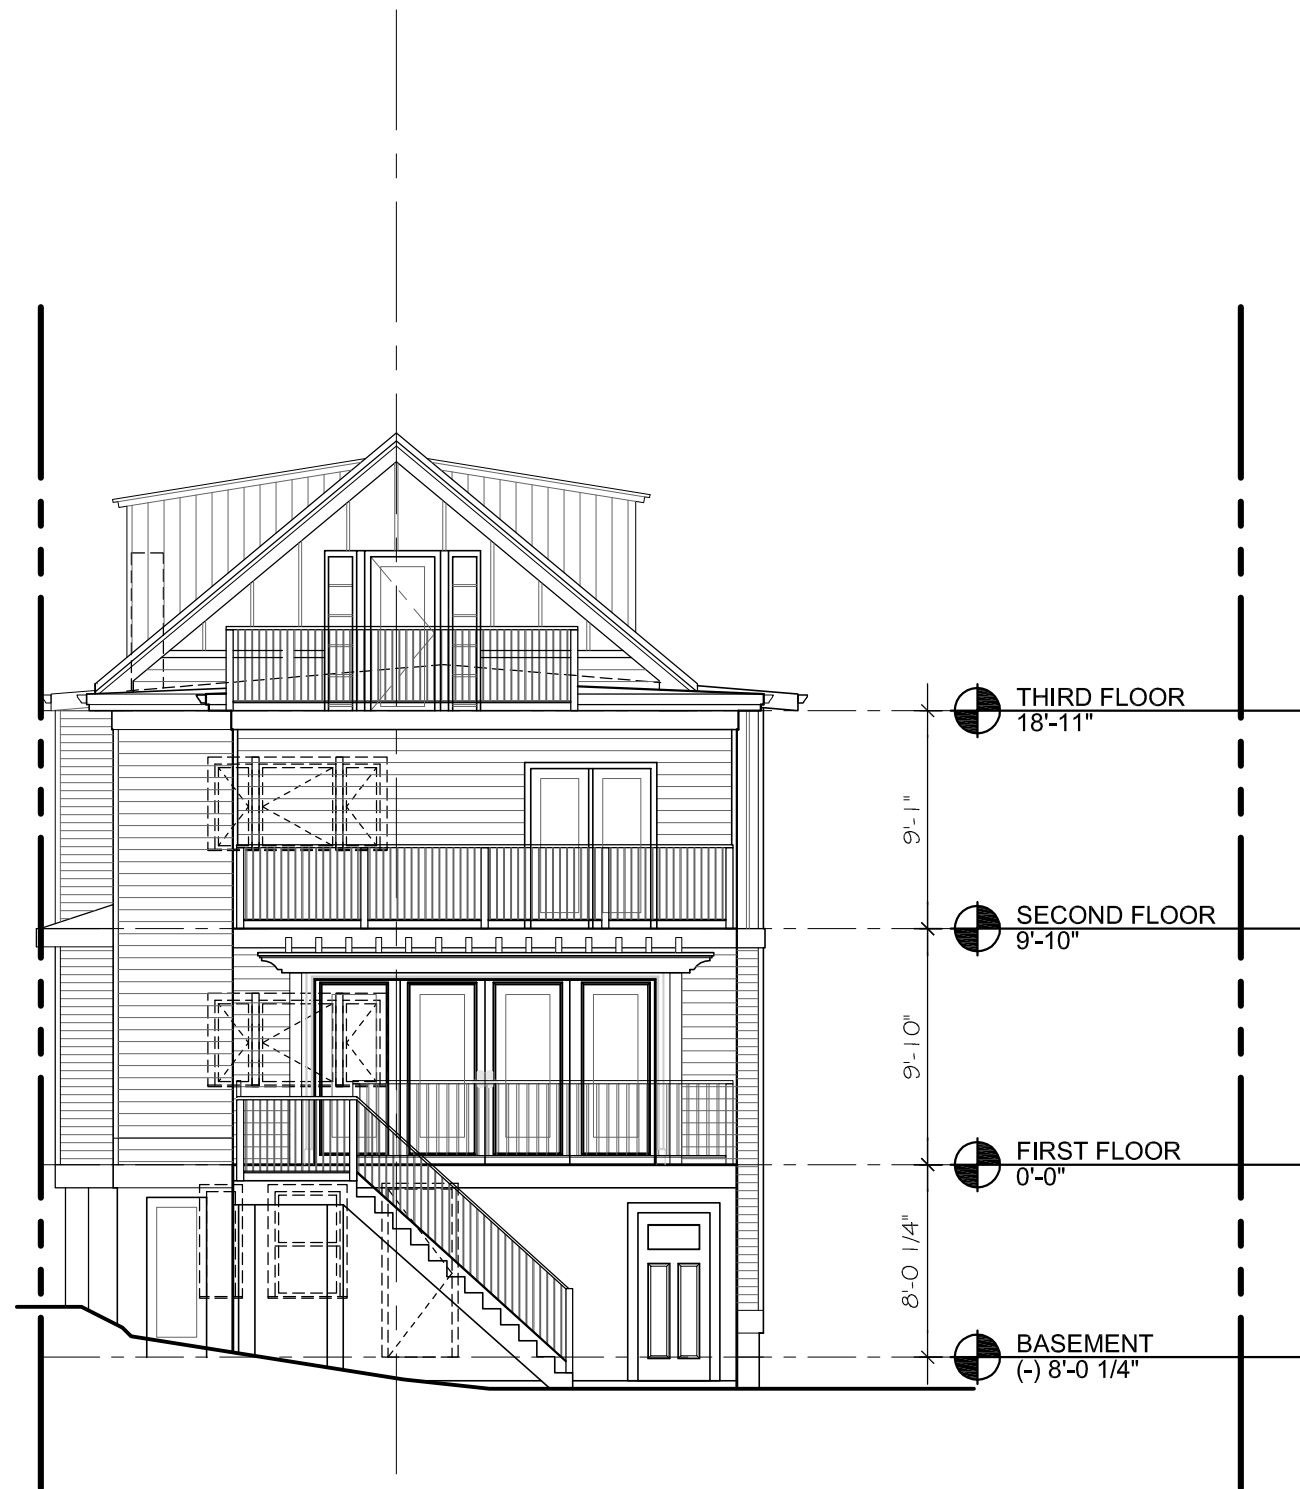 THIRD FLOOR
18'-11"
9'-1"
SECOND FLOOR
9'-10"
9'-10"
FIRST FLOOR
0'-0"
8'-0 1/4"
BASEMENT
(-) 8'-0 1/4"